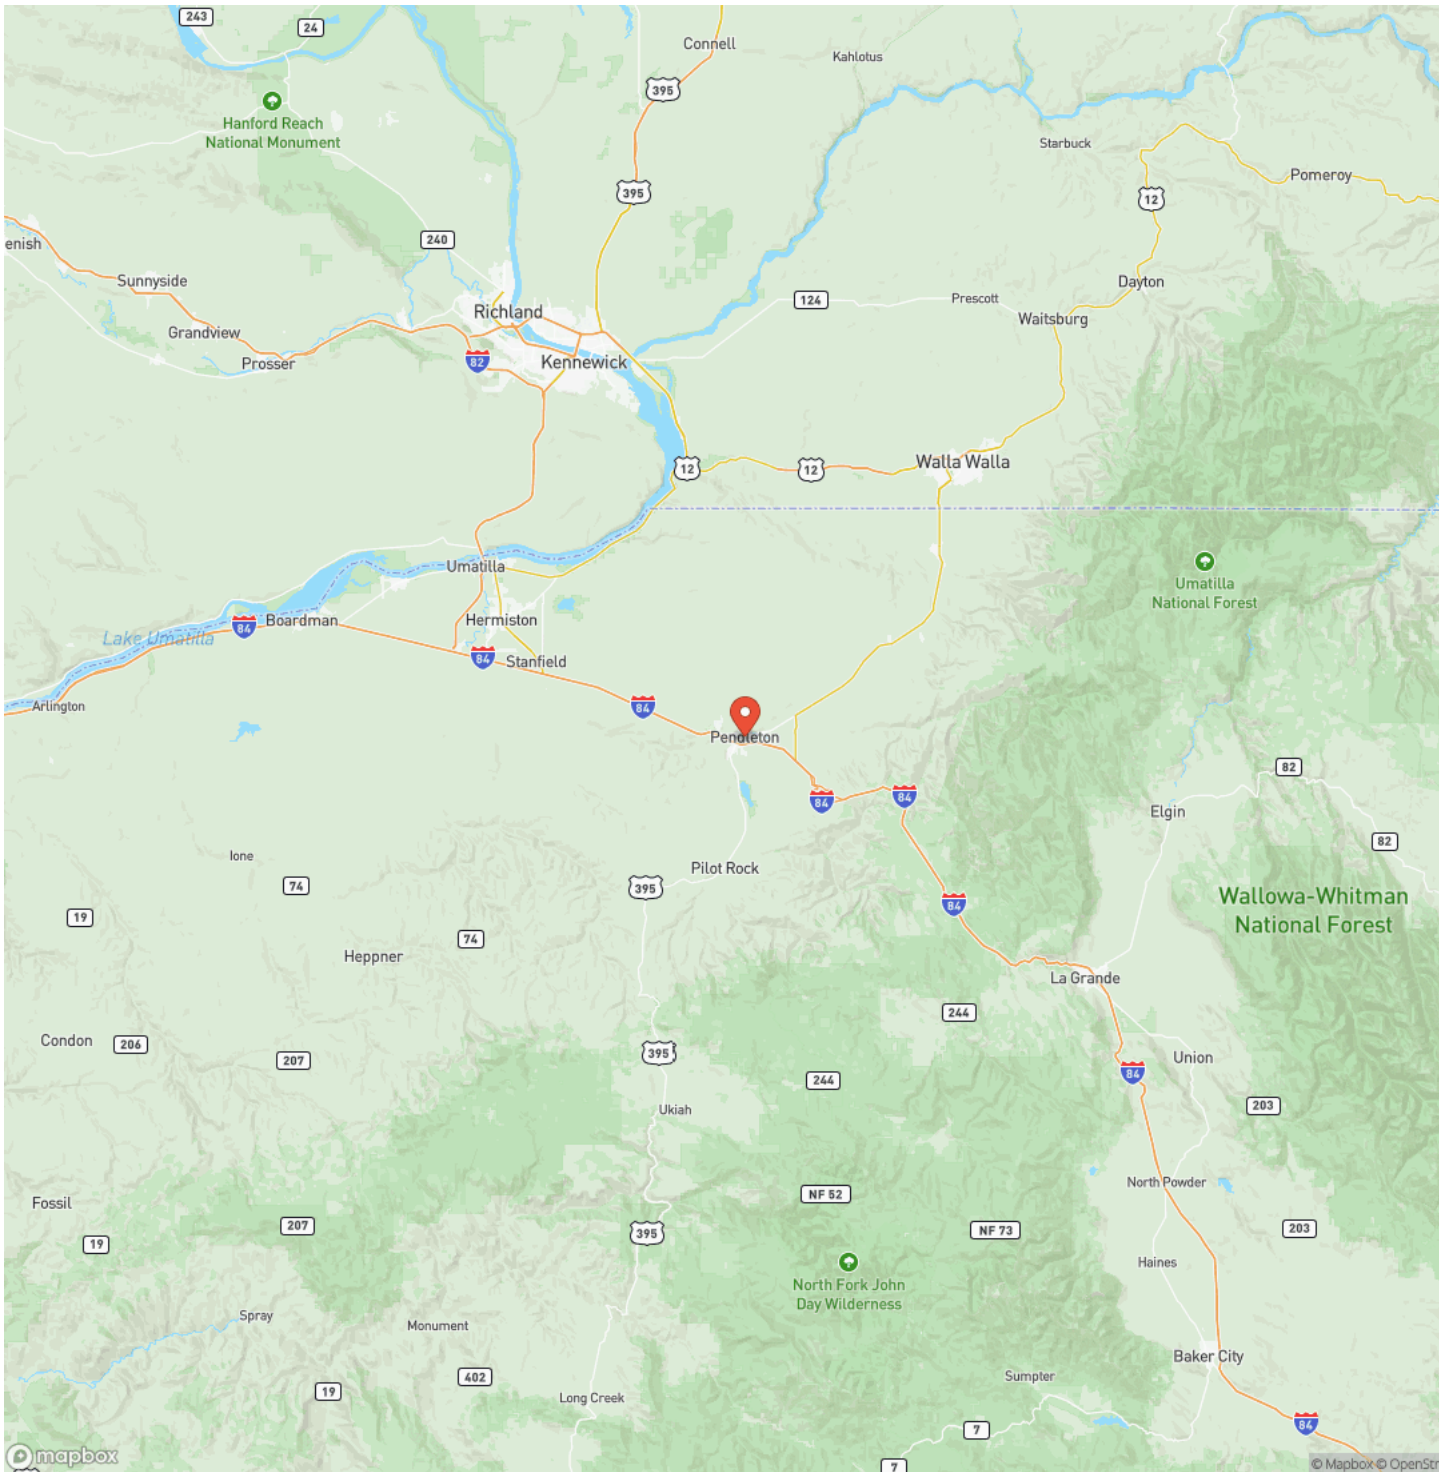 243
24
Connell
Kahlotus
395
Hanford Reach
National Monument
Starbuck
Pomeroy
395
12
240
enish
Sunnyside
Dayton
Prescott
124
Richland
Waitsburg
Grandview
Prosser
82
Kennewick
12
12
Walla Walla
Umatilla
Umatilla
National Forest
Boardman
Hermiston
84
Lake Umatilla
84
Stanfield
84
Arlington
Pendleton
82
84
84
Elgin
82
Ione
Pilot Rock
74
395
Wallowa-Whitman
National Forest
84
19
74
Heppner
La Grande
244
Condon
206
207
395
Union
84
244
203
Ukiah
North Powder
NF 52
Fossil
207
395
NF 73
203
19
Haines
North Fork John
Day Wilderness
Spray
Monument
Baker City
402
Sumpter
19
Long Creek
84
7
mapbox
© Mapbox © OpenStr
7